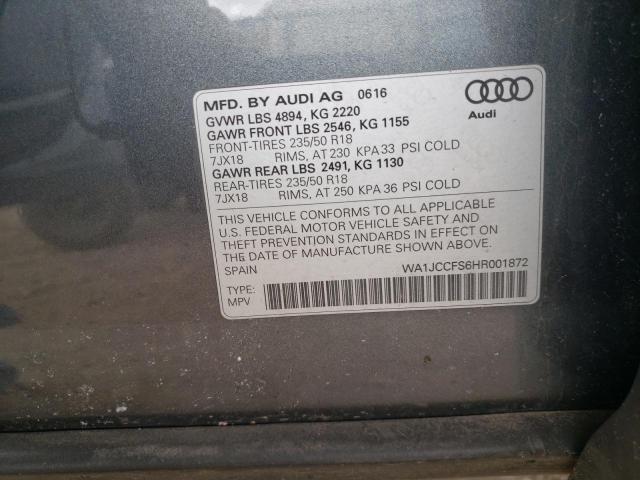 MFD. BY AUDI AG 0616
GVWR LBS 4894, KG 2220
GAWR FRONT LBS 2546, KG 1155
FRONT-TIRES 235/50 R18
7JX18 RIMS, AT 230 KPA 33 PSI COLD
GAWR REAR LBS 2491, KG 1130
REAR-TIRES 235/50 R18
7JX18 RIMS, AT 250 KPA 36 PSI COLD
Audi
THIS VEHICLE CONFORMS TO ALL APPLICABLE
U.S. FEDERAL MOTOR VEHICLE SAFETY AND
THEFT PREVENTION STANDARDS IN EFFECT ON
THE DATE OF MANUFACTURE SHOWN ABOVE.
SPAIN WA1JCCFS6HR001872
TYPE:
MPV